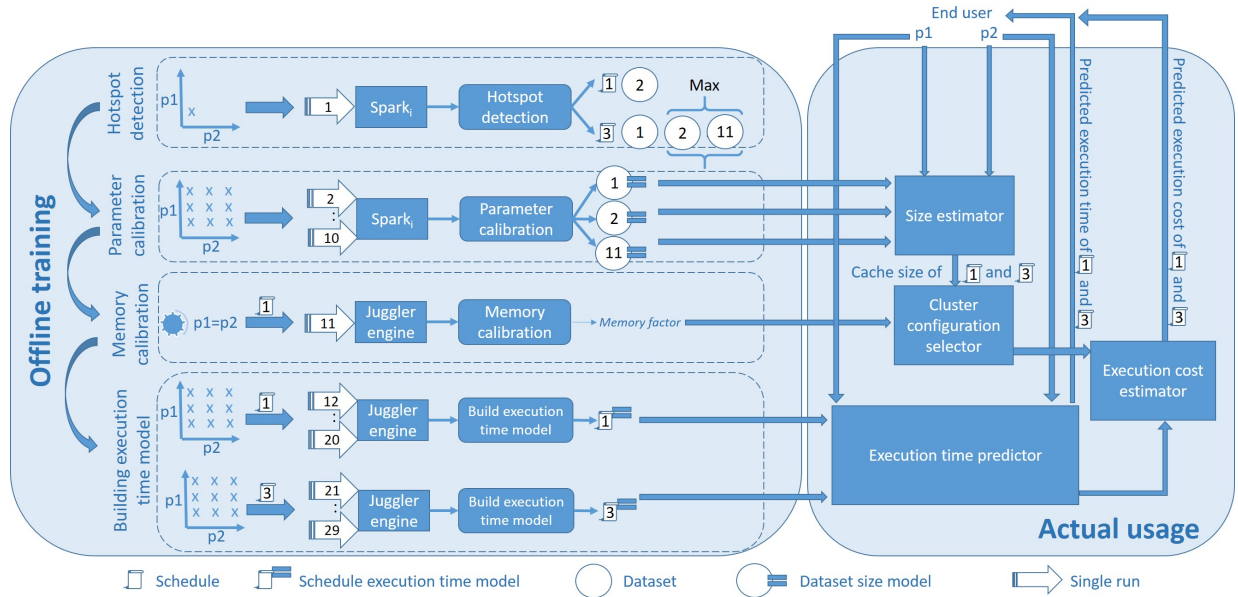 Offline training
Hotspot
detection
p1
x
p2
1
Spark i
Hotspot
detection
1
2
3
1
Max
2
11
Parameter
calibration
p1
x x x
x x x
x x x
p2
2
:
10
Spark i
Parameter
calibration
1
2
11
Memory
calibration
p1=p2
1
11
Juggler
engine
Memory
calibration
Memory factor
Building execution
time model
p1
x x x
x x x
x x x
p2
1
12
:
20
Juggler
engine
Build execution
time model
1
p1
x x x
x x x
x x x
p2
3
21
:
29
Juggler
engine
Build execution
time model
3
End user
p1
p2
Size estimator
Cache size of 1 and 3
Cluster
configuration
selector
Execution cost
estimator
Execution time predictor
Predicted execution time of
1 and 3
Predicted execution cost of
1 and 3
Actual usage
Schedule
Schedule execution time model
Dataset
Dataset size model
Single run